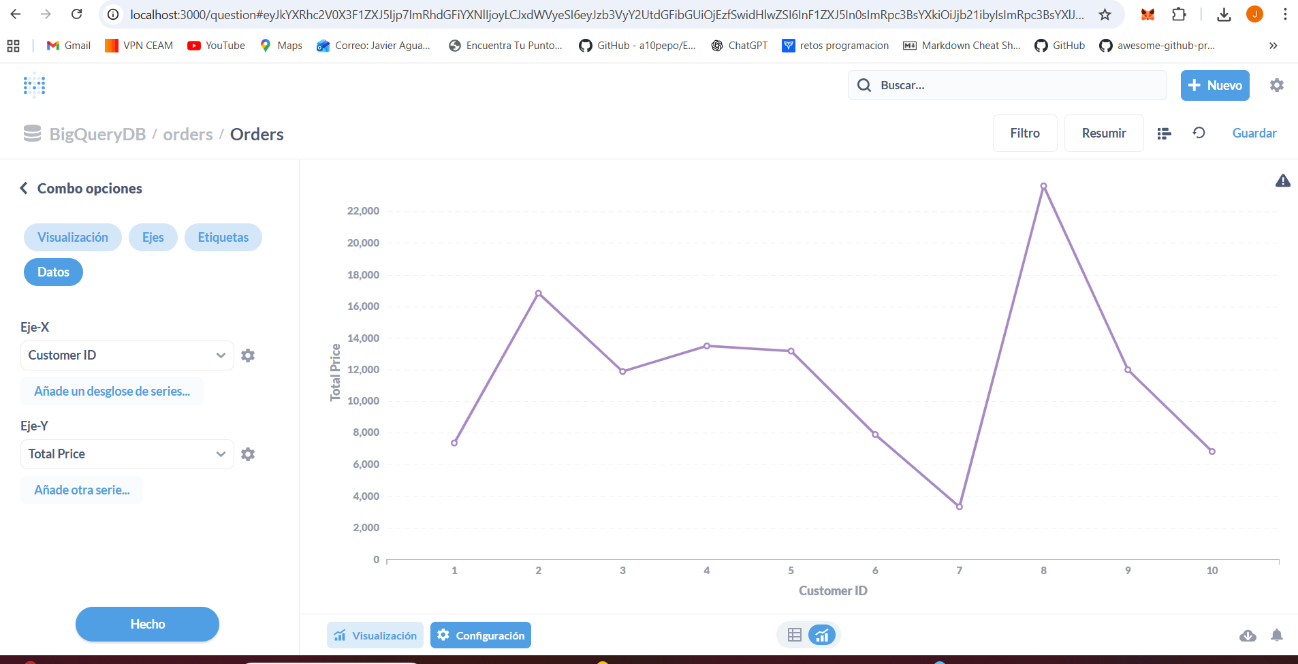 localhost:3000/question#eyJkYXRhc2V0X3F1ZXJ5Ijp7ImRhdGFiYXNlIjoyLCJxdWVyeSI6eyJzb3VyY2UtdGFibGUiOjEzfSwidHlwZSI6InF1ZXJ5In0sImRpc3BsYXkiOiJjb21ibyIsImRpc3BsYXlJ...
J
Gmail
VPN CEAM
YouTube
Maps
Correo: Javier Agua...
Encuentra Tu Punto...
GitHub - a10pepo/E...
ChatGPT
retos programacion
Markdown Cheat Sh...
GitHub
awesome-github-pr...
»
Buscar...
+ Nuevo
BigQueryDB / orders / Orders
Filtro
Resumir
Guardar
Combo opciones
Visualización
Ejes
Etiquetas
Datos
Eje-X
Customer ID
Añade un desglose de series...
Eje-Y
Total Price
Añade otra serie...
Hecho
Total Price
22,000
20,000
18,000
16,000
14,000
12,000
10,000
8,000
6,000
4,000
2,000
0
1 2 3 4 5 6 7 8 9 10
Customer ID
Visualización
Configuración